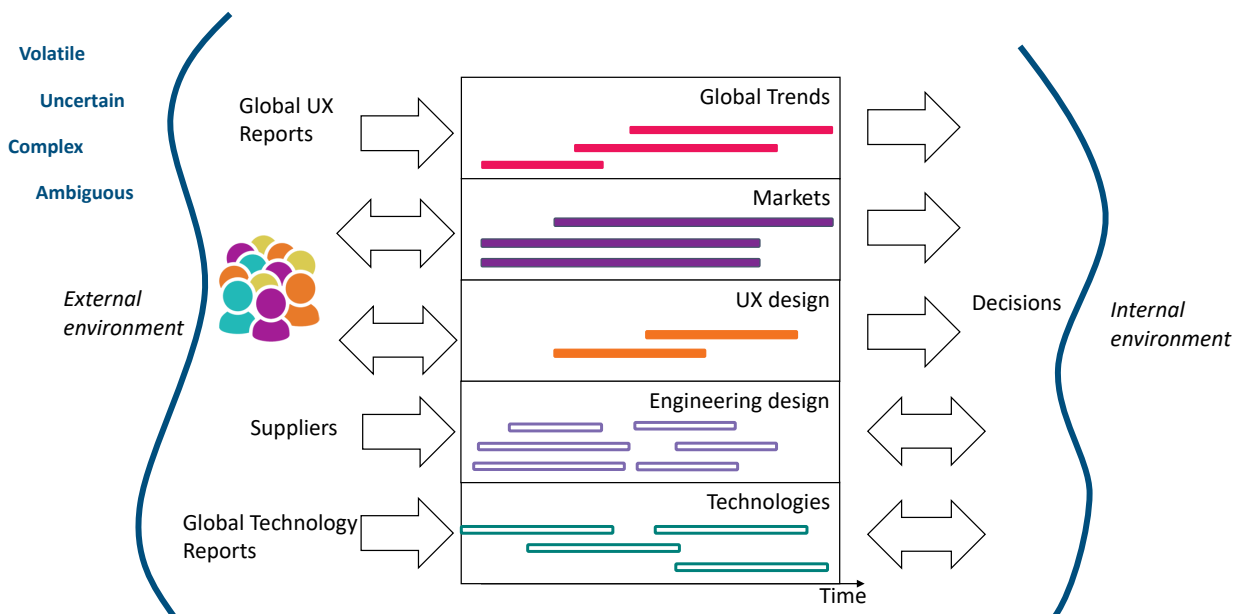 Volatile
Uncertain
Complex
Ambiguous
External
environment
Global UX
Reports
Suppliers
Global Technology
Reports
Global Trends
Markets
UX design
Engineering design
Technologies
Time
Decisions
Internal
environment